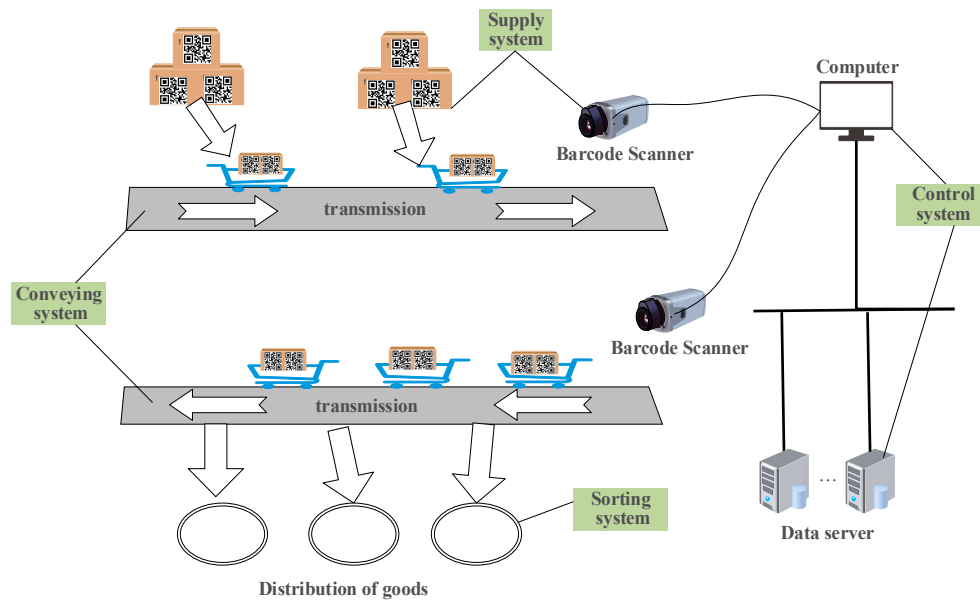 Supply
system
Computer
Barcode Scanner
transmission
Control
system
Conveying
system
Barcode Scanner
transmission
Sorting
system
...
Data server
Distribution of goods